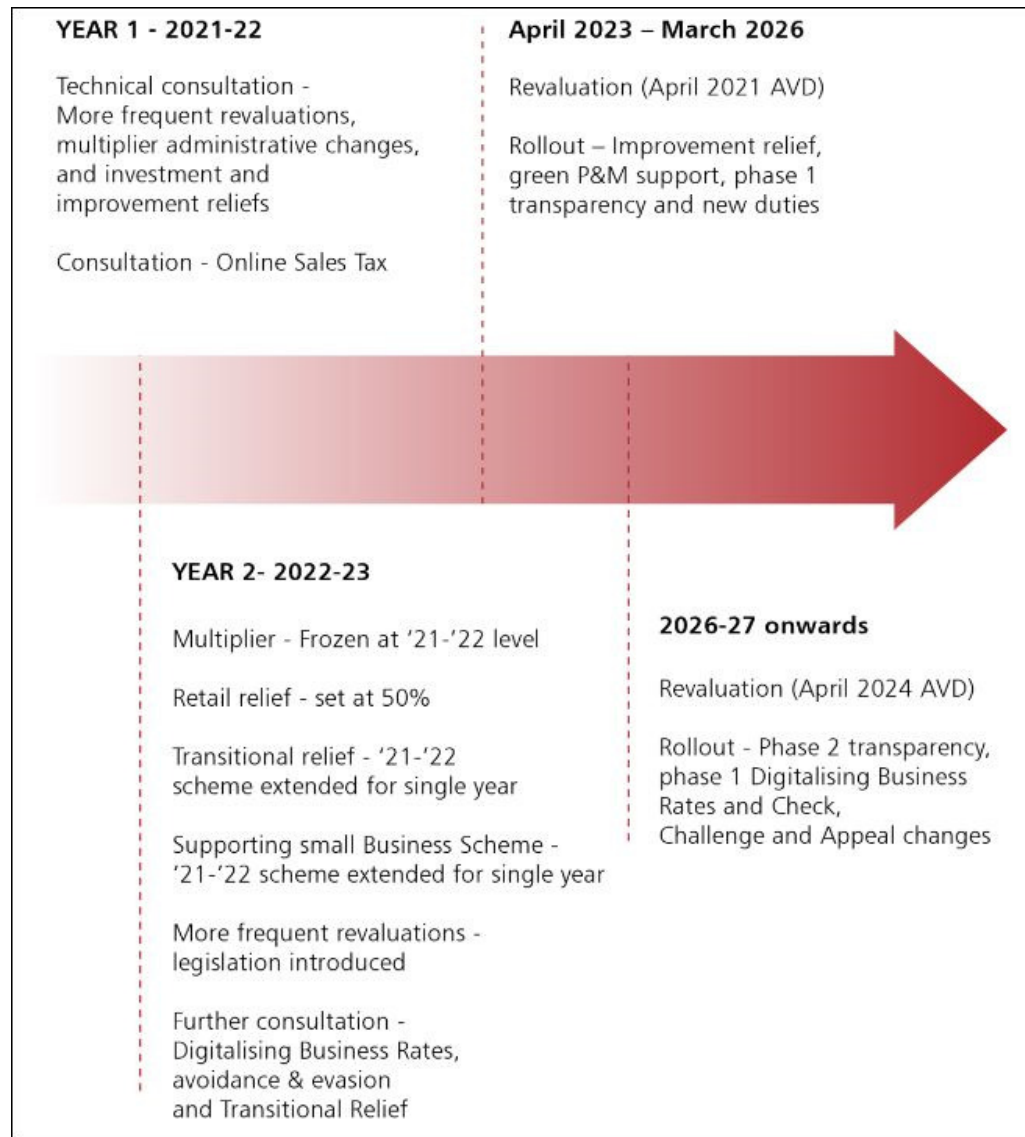 YEAR 1 - 2021-22
Technical consultation -
More frequent revaluations,
multiplier administrative changes,
and investment and
improvement reliefs
Consultation - Online Sales Tax
April 2023 – March 2026
Revaluation (April 2021 AVD)
Rollout – Improvement relief,
green P&M support, phase 1
transparency and new duties
YEAR 2- 2022-23
Multiplier - Frozen at ’21-’22 level
Retail relief - set at 50%
Transitional relief - ’21-’22
scheme extended for single year
Supporting small Business Scheme -
’21-’22 scheme extended for single year
More frequent revaluations -
legislation introduced
Further consultation -
Digitalising Business Rates,
avoidance & evasion
and Transitional Relief
2026-27 onwards
Revaluation (April 2024 AVD)
Rollout - Phase 2 transparency,
phase 1 Digitalising Business
Rates and Check,
Challenge and Appeal changes